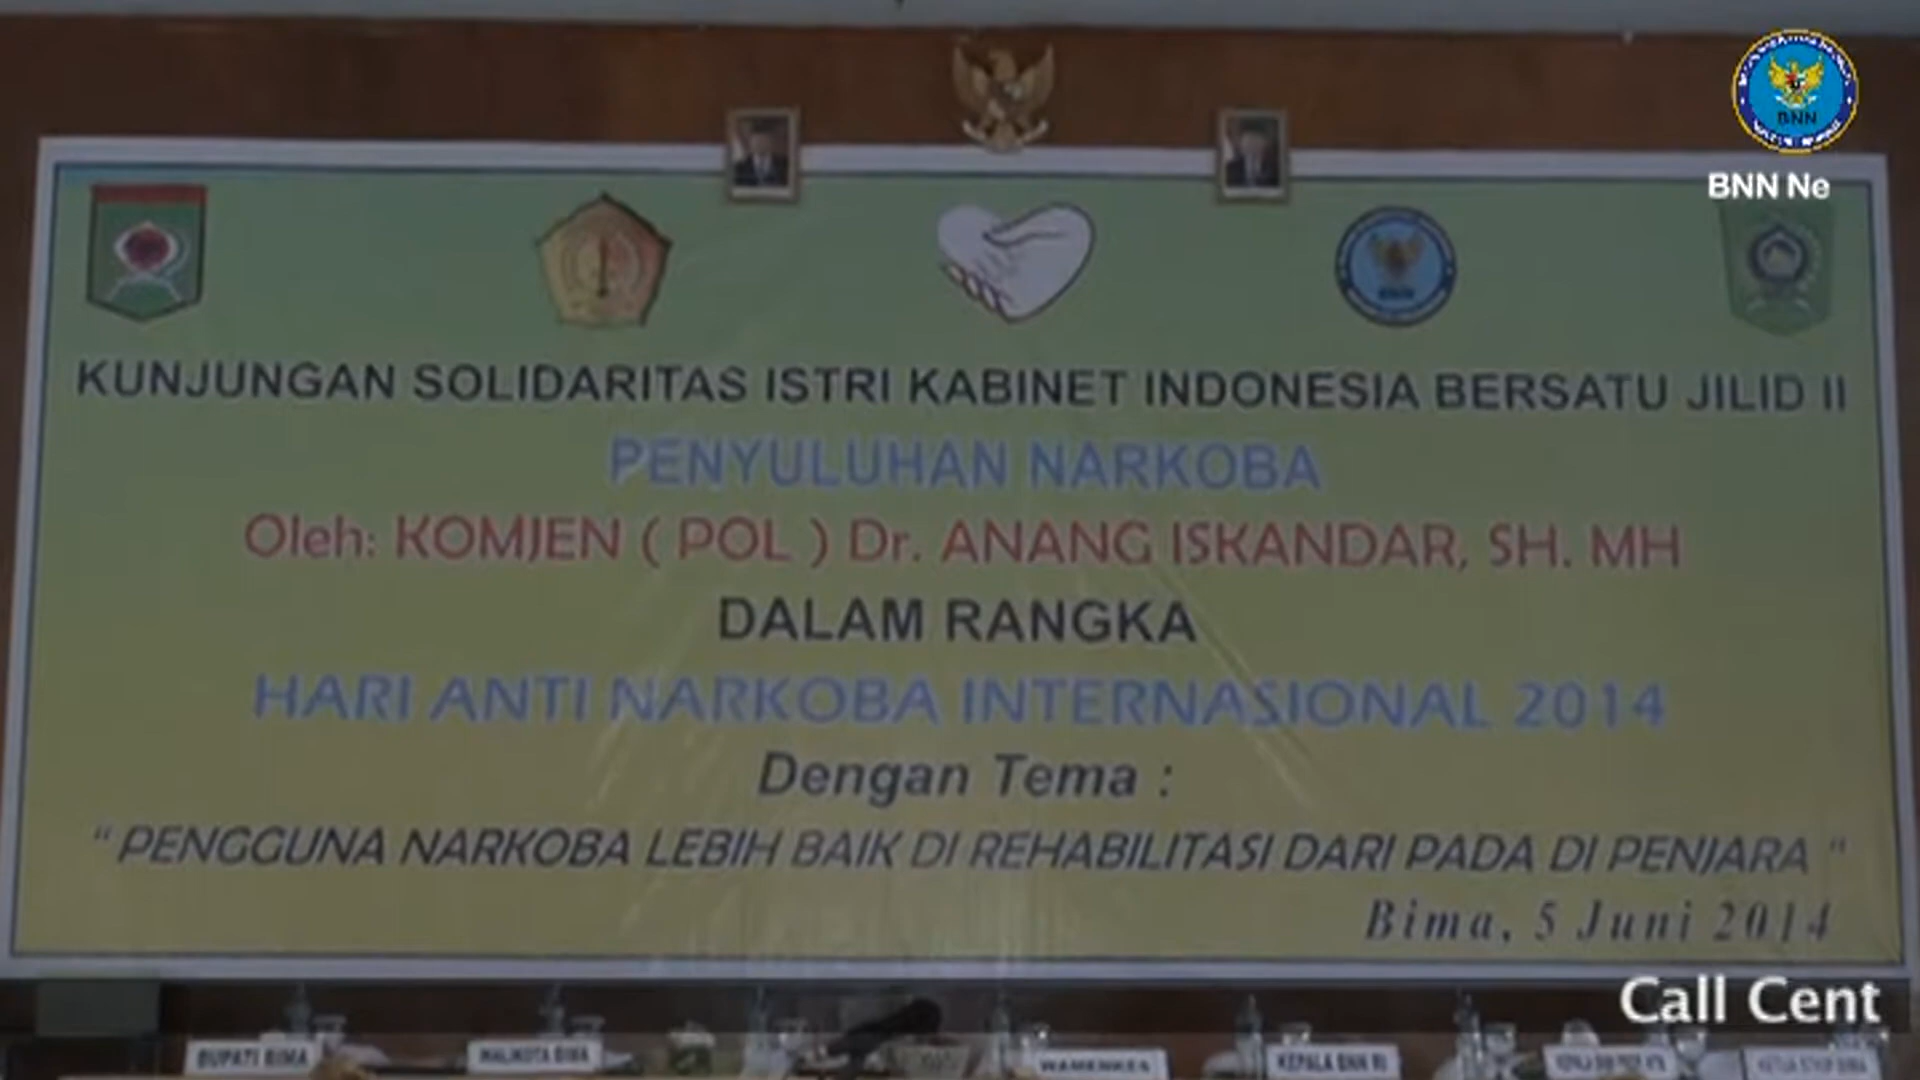 BNN
BNN Ne
BNN
KUNJUNGAN SOLIDARITAS ISTRI KABINET INDONESIA BERSATU JILID II
PENYULUHAN NARKOBA
Oleh: KOMJEN ( POL ) Dr. ANANG ISKANDAR, SH. MH
DALAM RANGKA
HARI ANTI NARKOBA INTERNASIONAL 2014
Dengan Tema :
" PENGGUNA NARKOBA LEBIH BAIK DI REHABILITASI DARI PADA DI PENJARA "
Bima, 5 Juni 2014
Call Cent
BUPATI BIMA
WALIKOTA BIMA
WAMENKES
KEPALA BNN RI